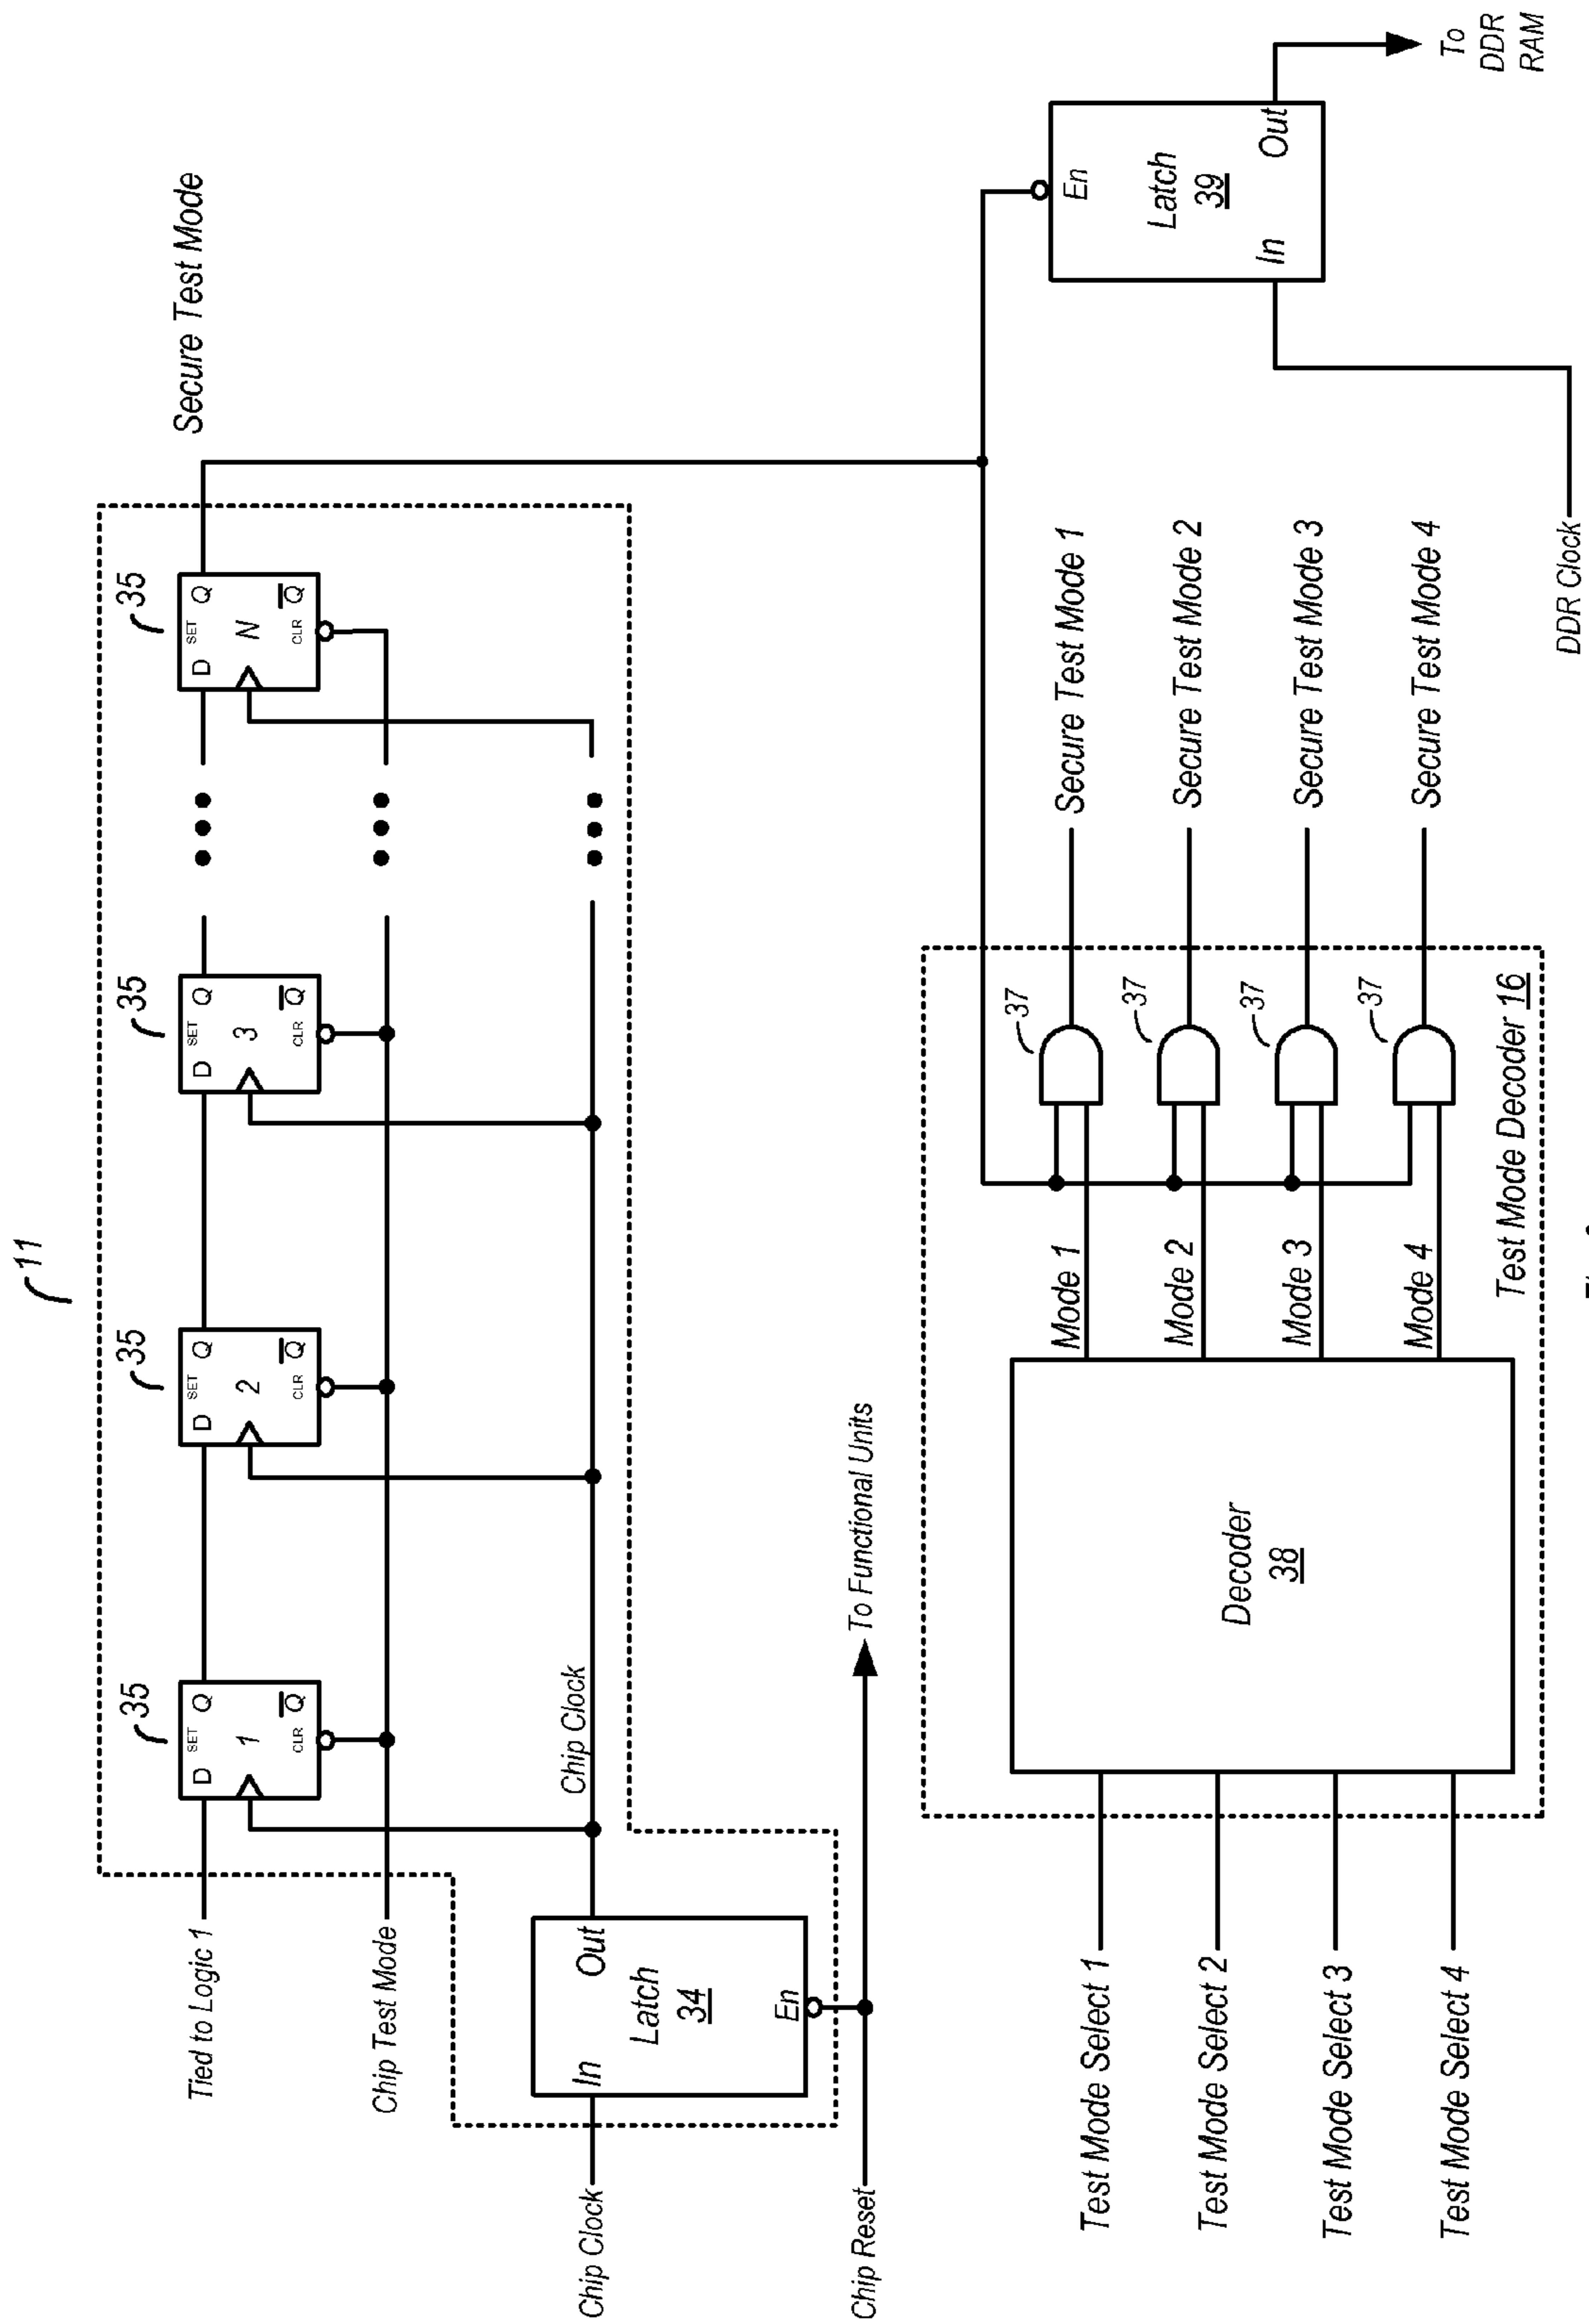 11
35
35
35
35
Secure Test Mode
D SET Q
1
CLR Q
D SET Q
2
CLR Q
D SET Q
3
CLR Q
D SET Q
N
CLR Q
Tied to Logic 1
Chip Test Mode
Chip Clock
Chip Clock
In
Out
Latch
34
En
Chip Reset
To Functional Units
En
Latch
39
In
Out
To
DDR
RAM
DDR Clock
Test Mode Select 1
Test Mode Select 2
Test Mode Select 3
Test Mode Select 4
Decoder
38
Mode 1
Mode 2
Mode 3
Mode 4
37
37
37
37
Secure Test Mode 1
Secure Test Mode 2
Secure Test Mode 3
Secure Test Mode 4
Test Mode Decoder 16